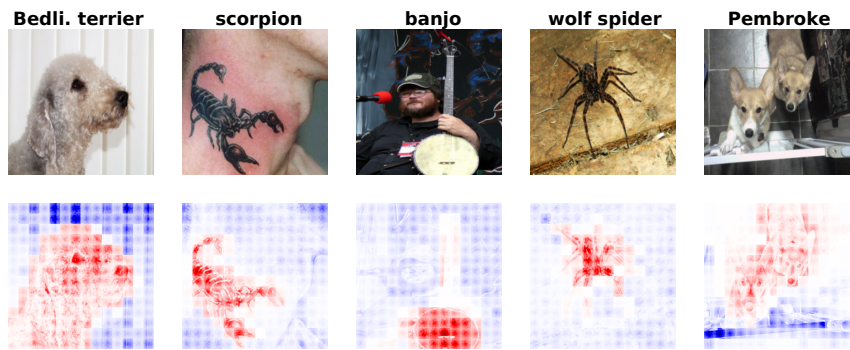 Bedli. terrier
scorpion
banjo
wolf spider
Pembroke